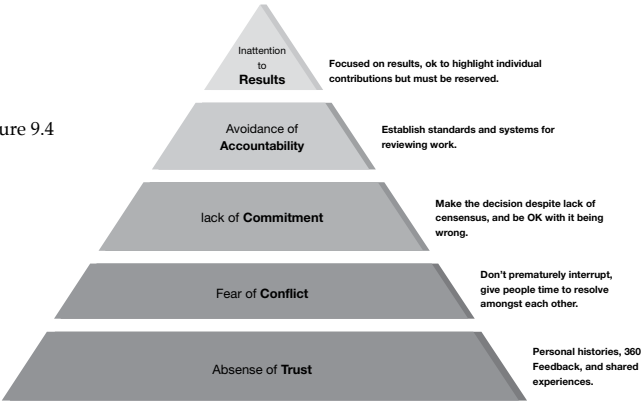 Inattention
to
Results
Focused on results, ok to highlight individual
contributions but must be reserved.
ure 9.4
Avoidance of
Accountability
Establish standards and systems for
reviewing work.
lack of Commitment
Make the decision despite lack of
censensus, and be OK with it being
wrong.
Fear of Conflict
Don't prematurely interrupt,
give people time to resolve
amongst each other.
Absense of Trust
Personal histories, 360
Feedback, and shared
experiences.